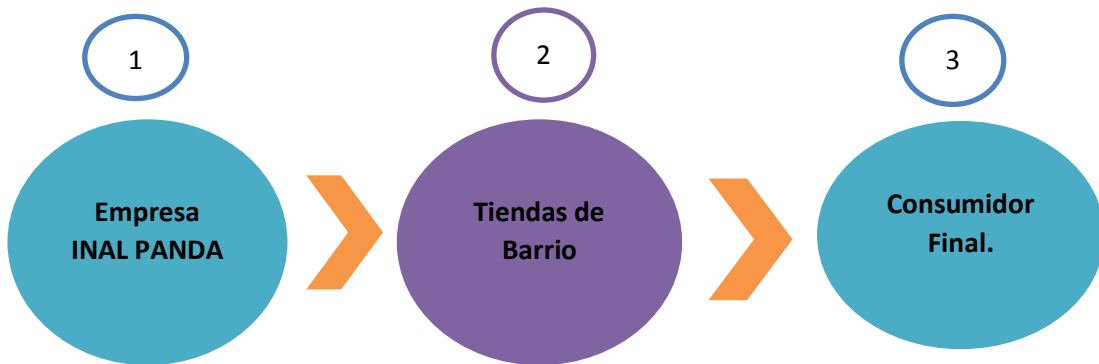 1
2
3
Empresa
INAL PANDA
Tiendas de
Barrio
Consumidor
Final.